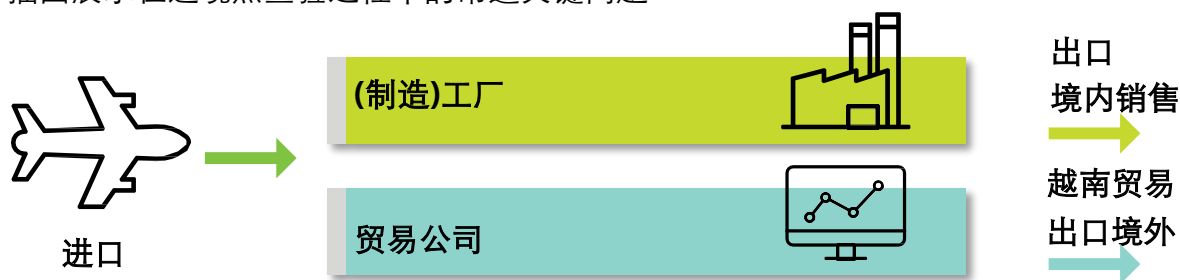 (制造)工厂
出口
境内销售
贸易公司
越南贸易
出口境外
进口